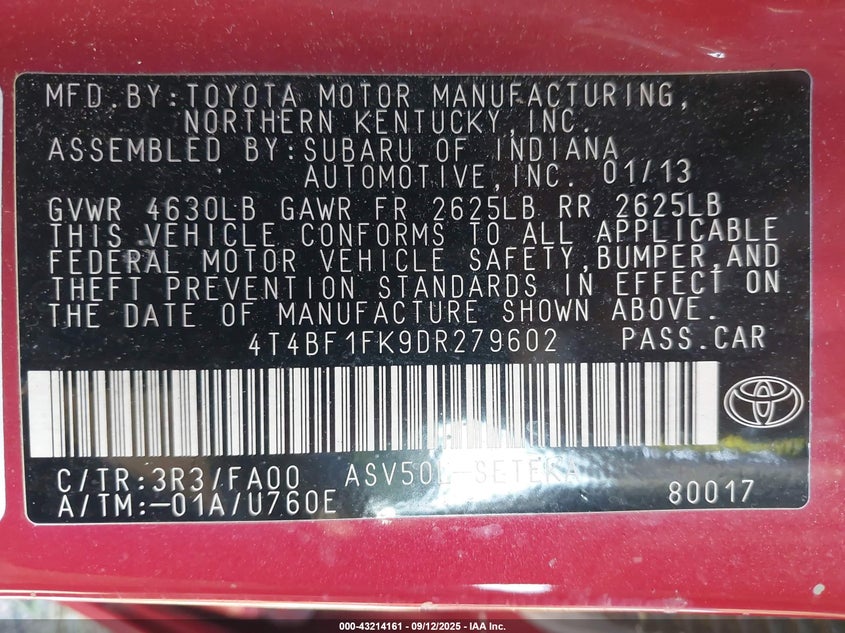 MFD.BY:TOYOTA MOTOR MANUFACTURING,
NORTHERN KENTUCKY,INC.
ASSEMBLED BY:SUBARU OF INDIANA
AUTOMOTIVE,INC. 01/13
GVWR 4630LB GAWR FR 2625LB RR 2625LB
THIS VEHICLE CONFORMS TO ALL APPLICABLE
FEDERAL MOTOR VEHICLE SAFETY,BUMPER,AND
THEFT PREVENTION STANDARDS IN EFFECT ON
THE DATE OF MANUFACTURE SHOWN ABOVE.
4T4BF1FK9DR279602 PASS.CAR
C/TR:3R3/FA00 ASV50L-SETEKA
A/TM:-01A/U760E 80017
000-43214161 - 09/12/2025 - IAA Inc.